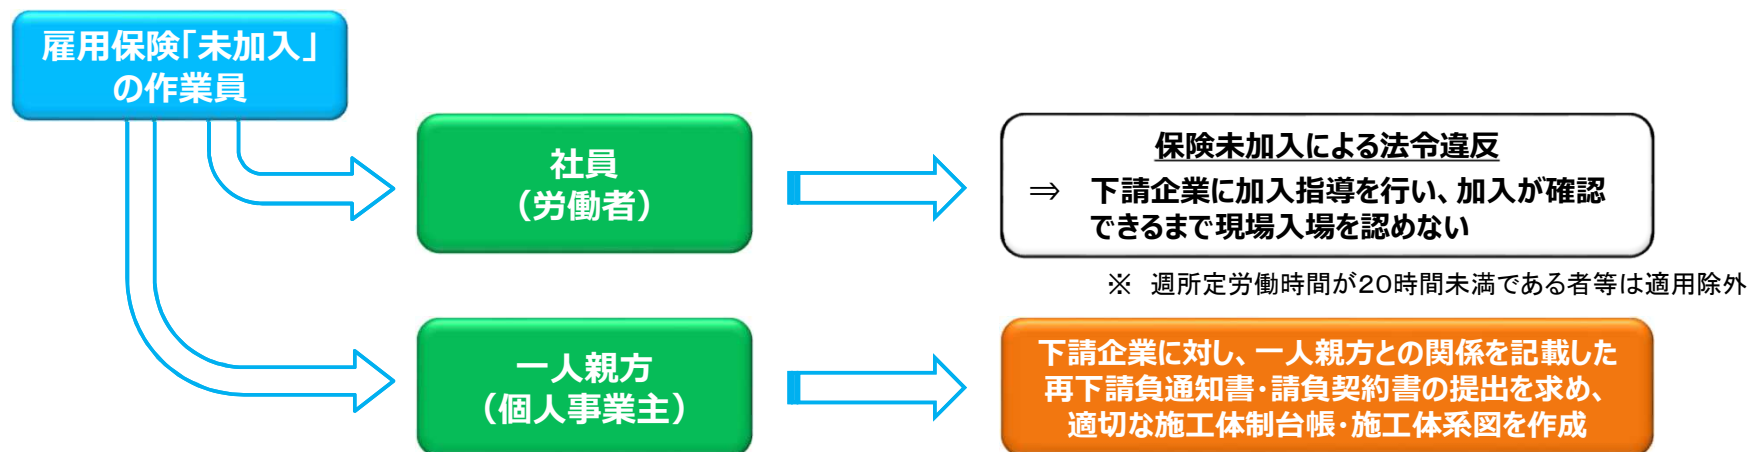 雇用保険｢未加入｣
の作業員
社員
（労働者）
保険未加入による法令違反
⇒ 下請企業に加入指導を行い、加入が確認
できるまで現場入場を認めない
※ 週所定労働時間が20時間未満である者等は適用除外
一人親方
（個人事業主）
下請企業に対し、一人親方との関係を記載した
再下請負通知書・請負契約書の提出を求め、
適切な施工体制台帳・施工体系図を作成